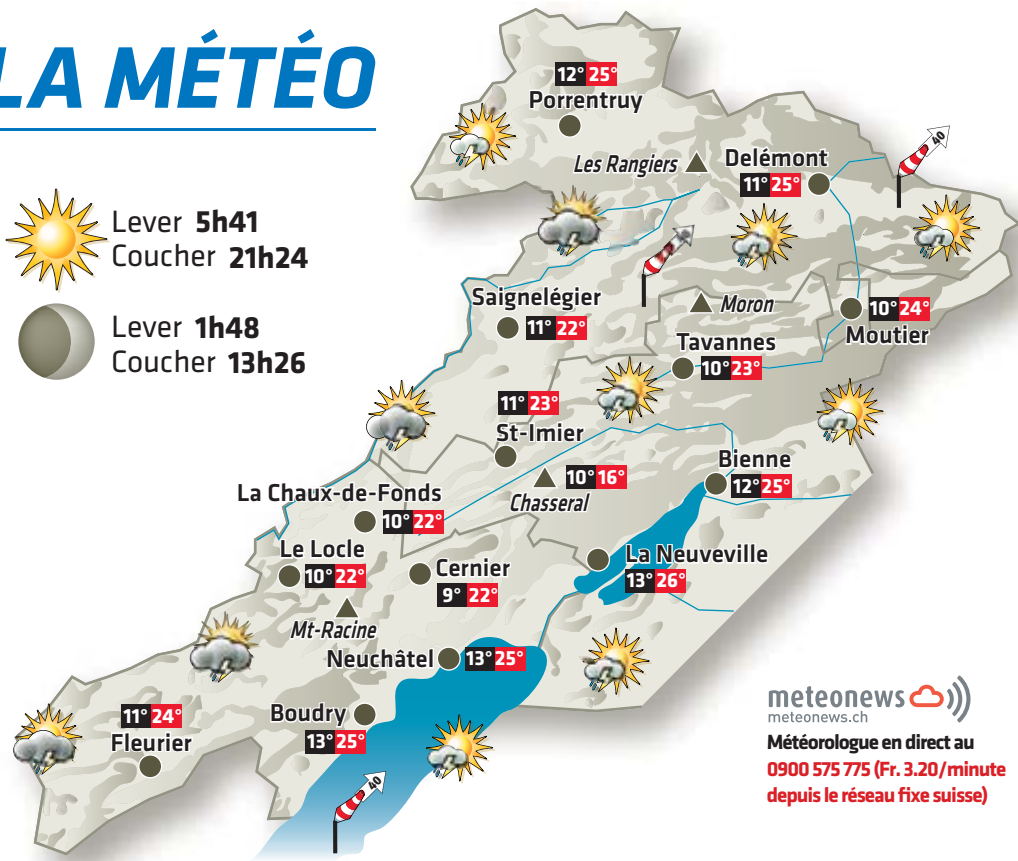 LA MÉTÉO
Lever 5h41
Coucher 21h24
Lever 1h48
Coucher 13h26
12° 25°
Porrentruy
Les Rangiers
Delémont
11° 25°
40
Saignelégier
11° 22°
Moron
10° 24°
Moutier
Tavannes
10° 23°
11° 23°
St-Imier
10° 16°
Chasseral
Bienne
12° 25°
La Chaux-de-Fonds
10° 22°
Le Locle
10° 22°
Cernier
9° 22°
La Neuveville
13° 26°
Mt-Racine
Neuchâtel 13° 25°
11° 24°
Fleurier
Boudry
13° 25°
40
meteonews
meteonews.ch
Météorologue en direct au
0900 575 775 (Fr. 3.20/minute
depuis le réseau fixe suisse)